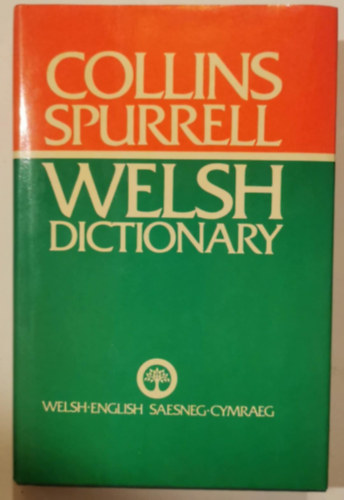 COLLINS
SPURRELL
WELSH
DICTIONARY
WELSH·ENGLISH SAESNEG·CYMRAEG